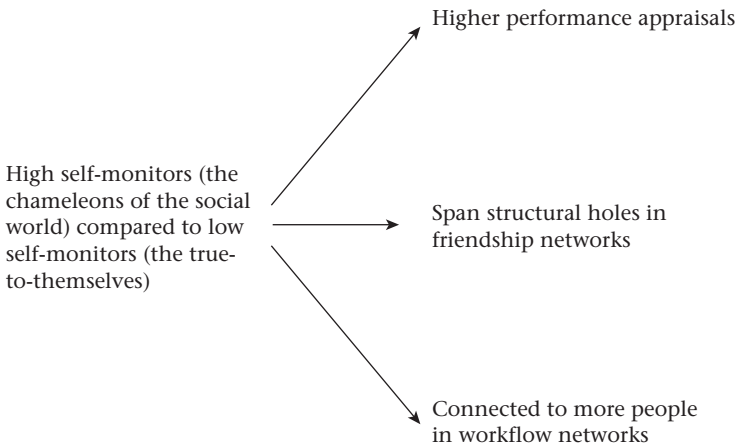 Higher performance appraisals
High self-monitors (the
chameleons of the social
world) compared to low
self-monitors (the true-
to-themselves)
Span structural holes in
friendship networks
Connected to more people
in workflow networks